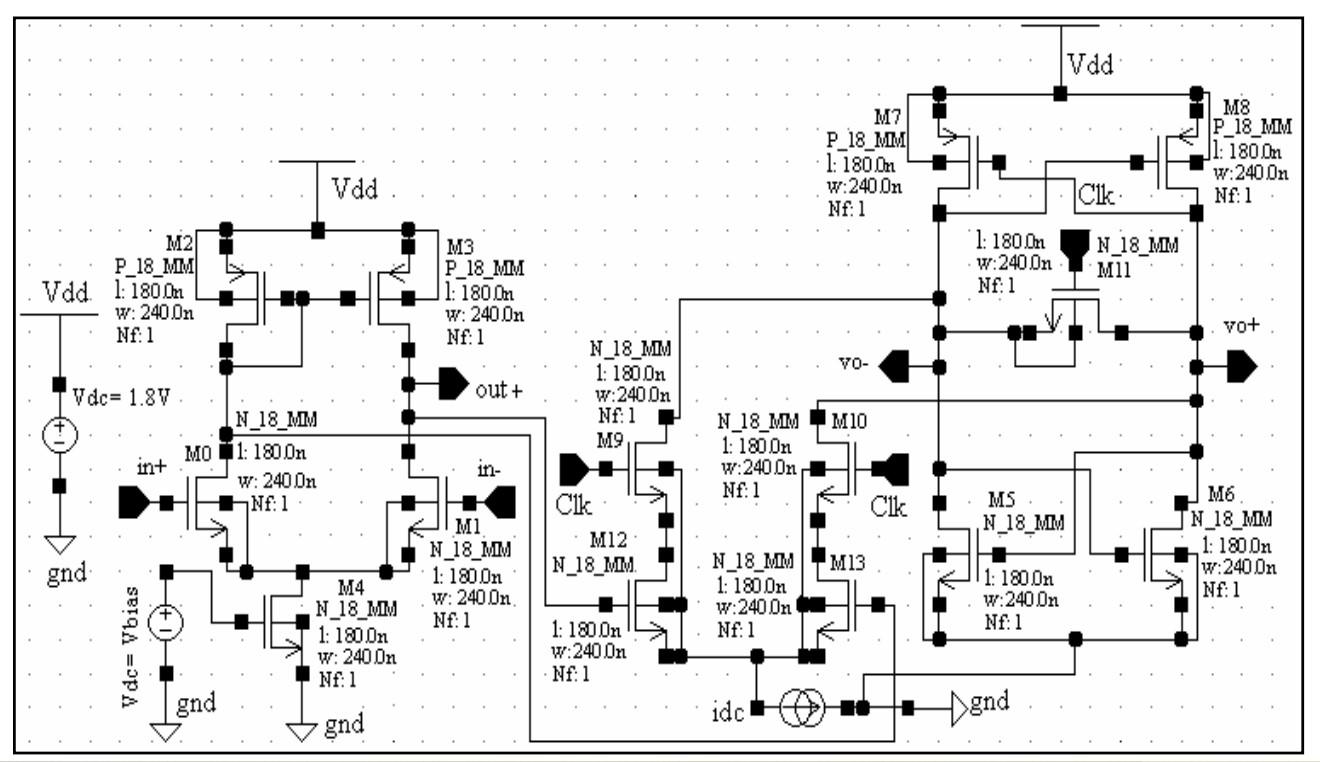 Vdd
M7
P_18_MM
l: 180.0n
w:240.0n
Nf: 1
M8
P_18_MM
l: 180.0n
w:240.0n
Nf: 1
Clk
l: 180.0n
w:240.0n
Nf: 1
N_18_MM
M11
vo-
vo+
Vdd
M2
P_18_MM
l: 180.0n
w: 240.0n
Nf: 1
M3
P_18_MM
l: 180.0n
w: 240.0n
Nf: 1
out+
Vdd
Vdc= 1.8V
gnd
N_18_MM
M0
l: 180.0n
w: 240.0n
Nf: 1
in+
in-
M1
N_18_MM
l: 180.0n
w: 240.0n
Nf: 1
Vdc= Vbias
gnd
M4
N_18_MM
l: 180.0n
w: 240.0n
Nf: 1
gnd
N_18_MM
l: 180.0n
w:240.0n
Nf: 1
M9
Clk
N_18_MM
M10
l: 180.0n
w:240.0n
Nf: 1
Clk
M12
N_18_MM
l: 180.0n
w:240.0n
Nf: 1
N_18_MM
M13
l: 180.0n
w:240.0n
Nf: 1
M5
N_18_MM
l: 180.0n
w:240.0n
Nf: 1
M6
N_18_MM
l: 180.0n
w:240.0n
Nf: 1
idc
gnd